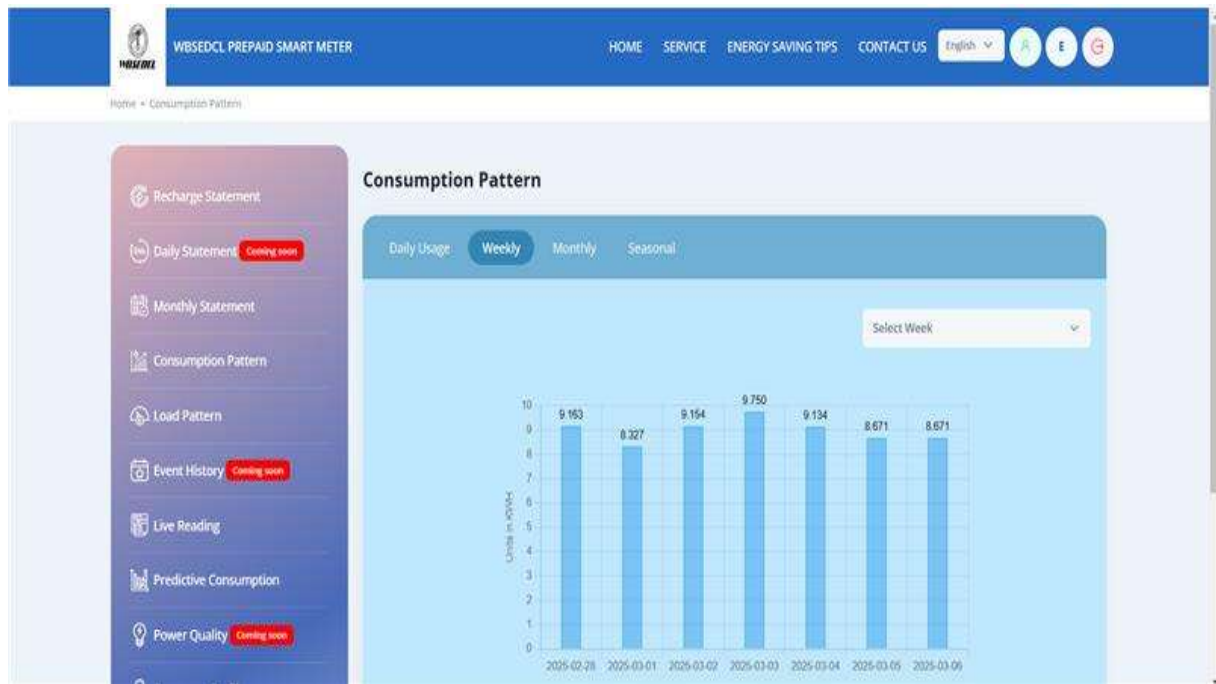 WBSEDCL
WBSEDCL PREPAID SMART METER
HOME SERVICE ENERGY SAVING TIPS CONTACT US English E
Home • Consumption Pattern
Recharge Statement
Daily Statement Coming soon
Monthly Statement
Consumption Pattern
Load Pattern
Event History Coming soon
Live Reading
Predictive Consumption
Power Quality Coming soon
Consumption Pattern
Daily Usage Weekly Monthly Seasonal
Select Week
Units in KWH
10
9
8
7
6
5
4
3
2
1
0
9.163 8.327 9.154 9.750 9.134 8.671 8.671
2025-02-28 2025-03-01 2025-03-02 2025-03-03 2025-03-04 2025-03-05 2025-03-06